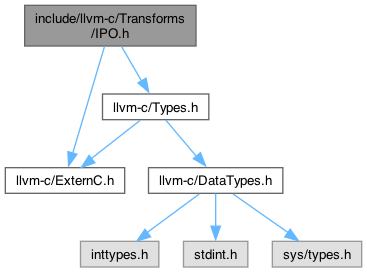 include/llvm-c/Transforms
/IPO.h
llvm-c/Types.h
llvm-c/ExternC.h
llvm-c/DataTypes.h
inttypes.h
stdint.h
sys/types.h